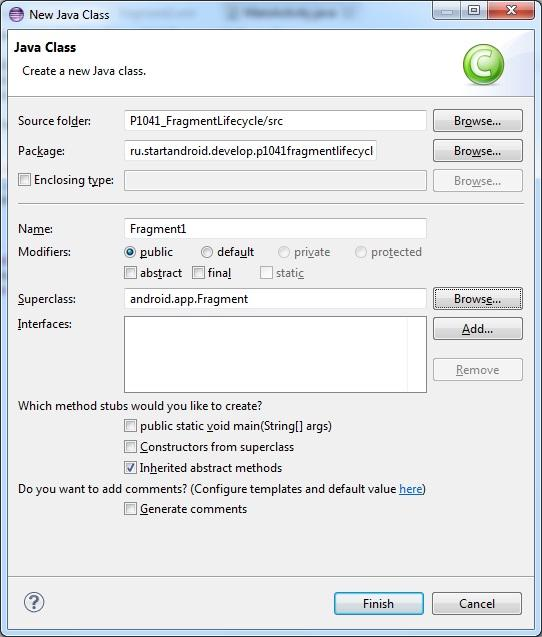 New Java Class
Java Class
Create a new Java class.
C
Source folder: P1041_FragmentLifecycle/src Browse...
Package: ru.startandroid.develop.p1041fragmentlifecycl Browse...
Enclosing type: Browse...
Name: Fragment1
Modifiers: public default private protected
abstract final static
Superclass: android.app.Fragment Browse...
Interfaces: Add...
Remove
Which method stubs would you like to create?
public static void main(String[] args)
Constructors from superclass
Inherited abstract methods
Do you want to add comments? (Configure templates and default value here)
Generate comments
? Finish Cancel